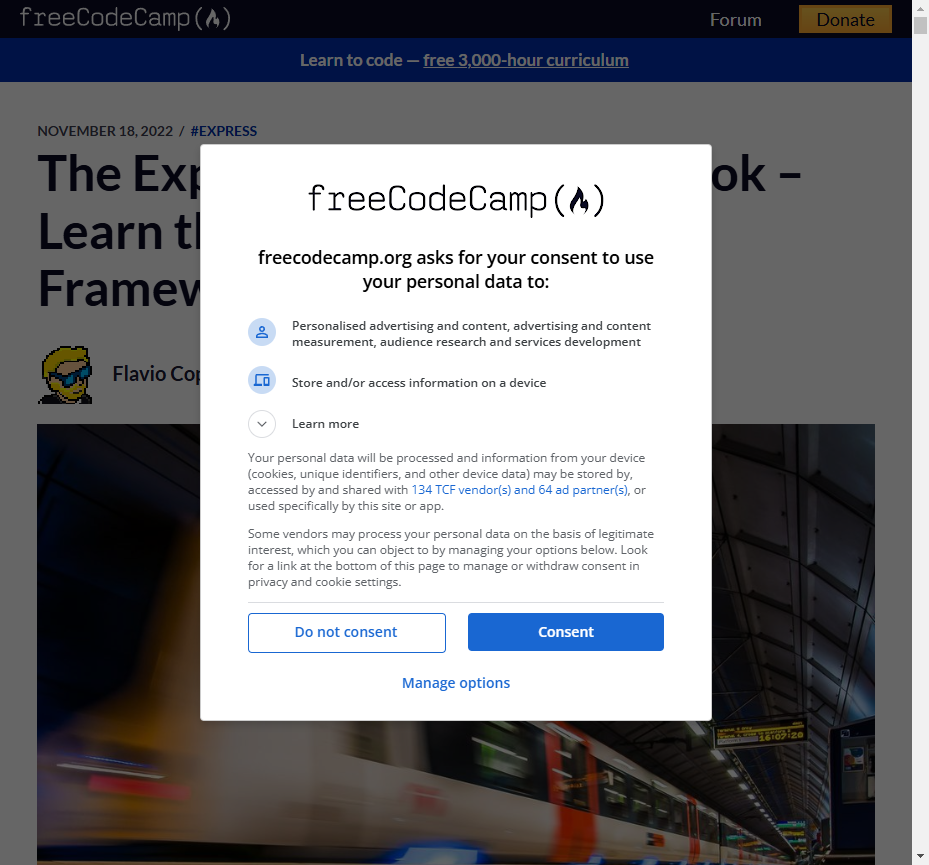 freeCodeCamp
Forum
Donate
Learn to code — free 3,000-hour curriculum
NOVEMBER 18, 2022 / #EXPRESS
The Exp ok –
Learn th
Framew
Flavio Cop
freeCodeCamp
freecodecamp.org asks for your consent to use
your personal data to:
Personalised advertising and content, advertising and content
measurement, audience research and services development
Store and/or access information on a device
Learn more
Your personal data will be processed and information from your device
(cookies, unique identifiers, and other device data) may be stored by,
accessed by and shared with 134 TCF vendor(s) and 64 ad partner(s), or
used specifically by this site or app.
Some vendors may process your personal data on the basis of legitimate
interest, which you can object to by managing your options below. Look
for a link at the bottom of this page to manage or withdraw consent in
privacy and cookie settings.
Do not consent
Consent
Manage options
16:07:20